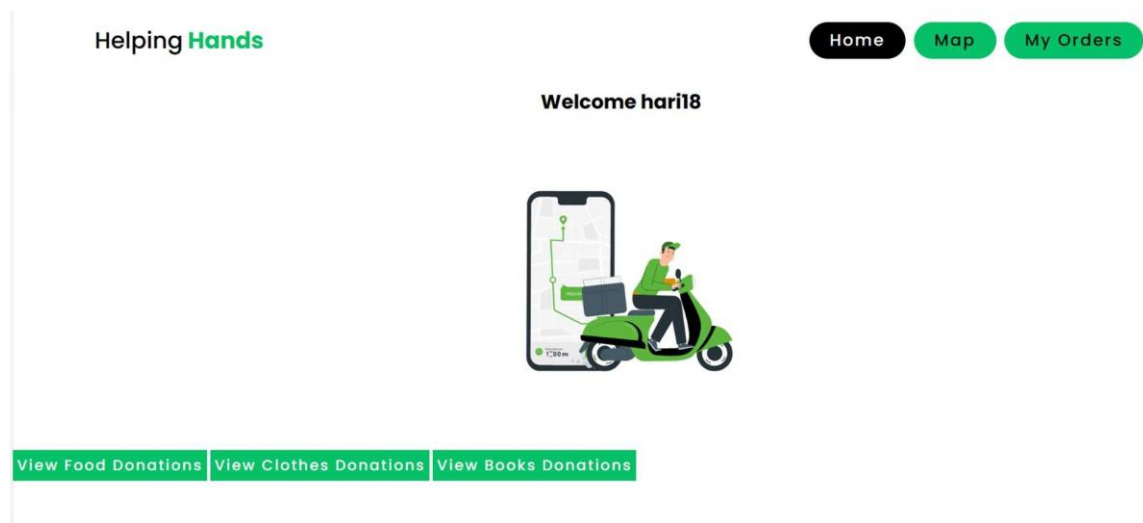 Helping Hands
Home Map My Orders
Welcome hari18
View Food Donations View Clothes Donations View Books Donations